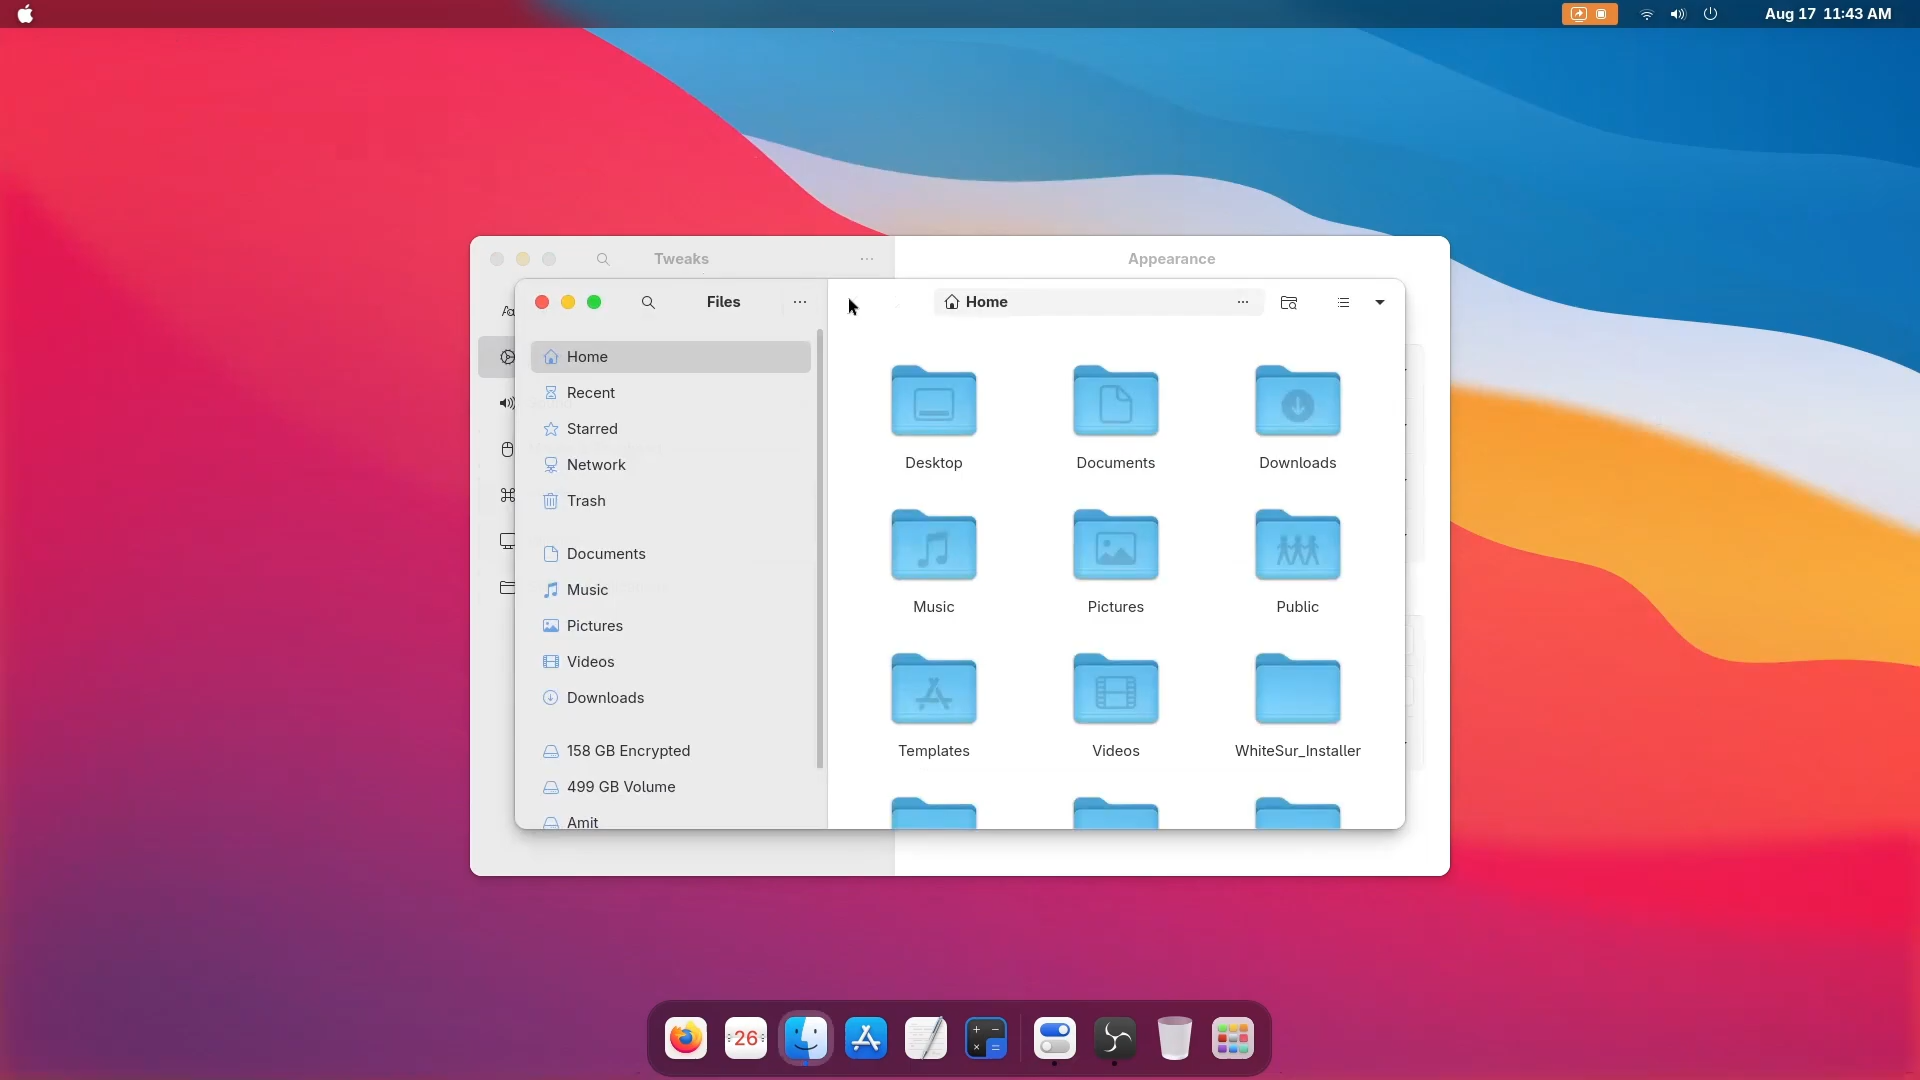 Aug 17 11:43 AM
Tweaks
Appearance
Files
Home
Home
Recent
Starred
Network
Trash
Documents
Music
Pictures
Videos
Downloads
158 GB Encrypted
499 GB Volume
Amit
Desktop
Documents
Downloads
Music
Pictures
Public
Templates
Videos
WhiteSur_Installer
26